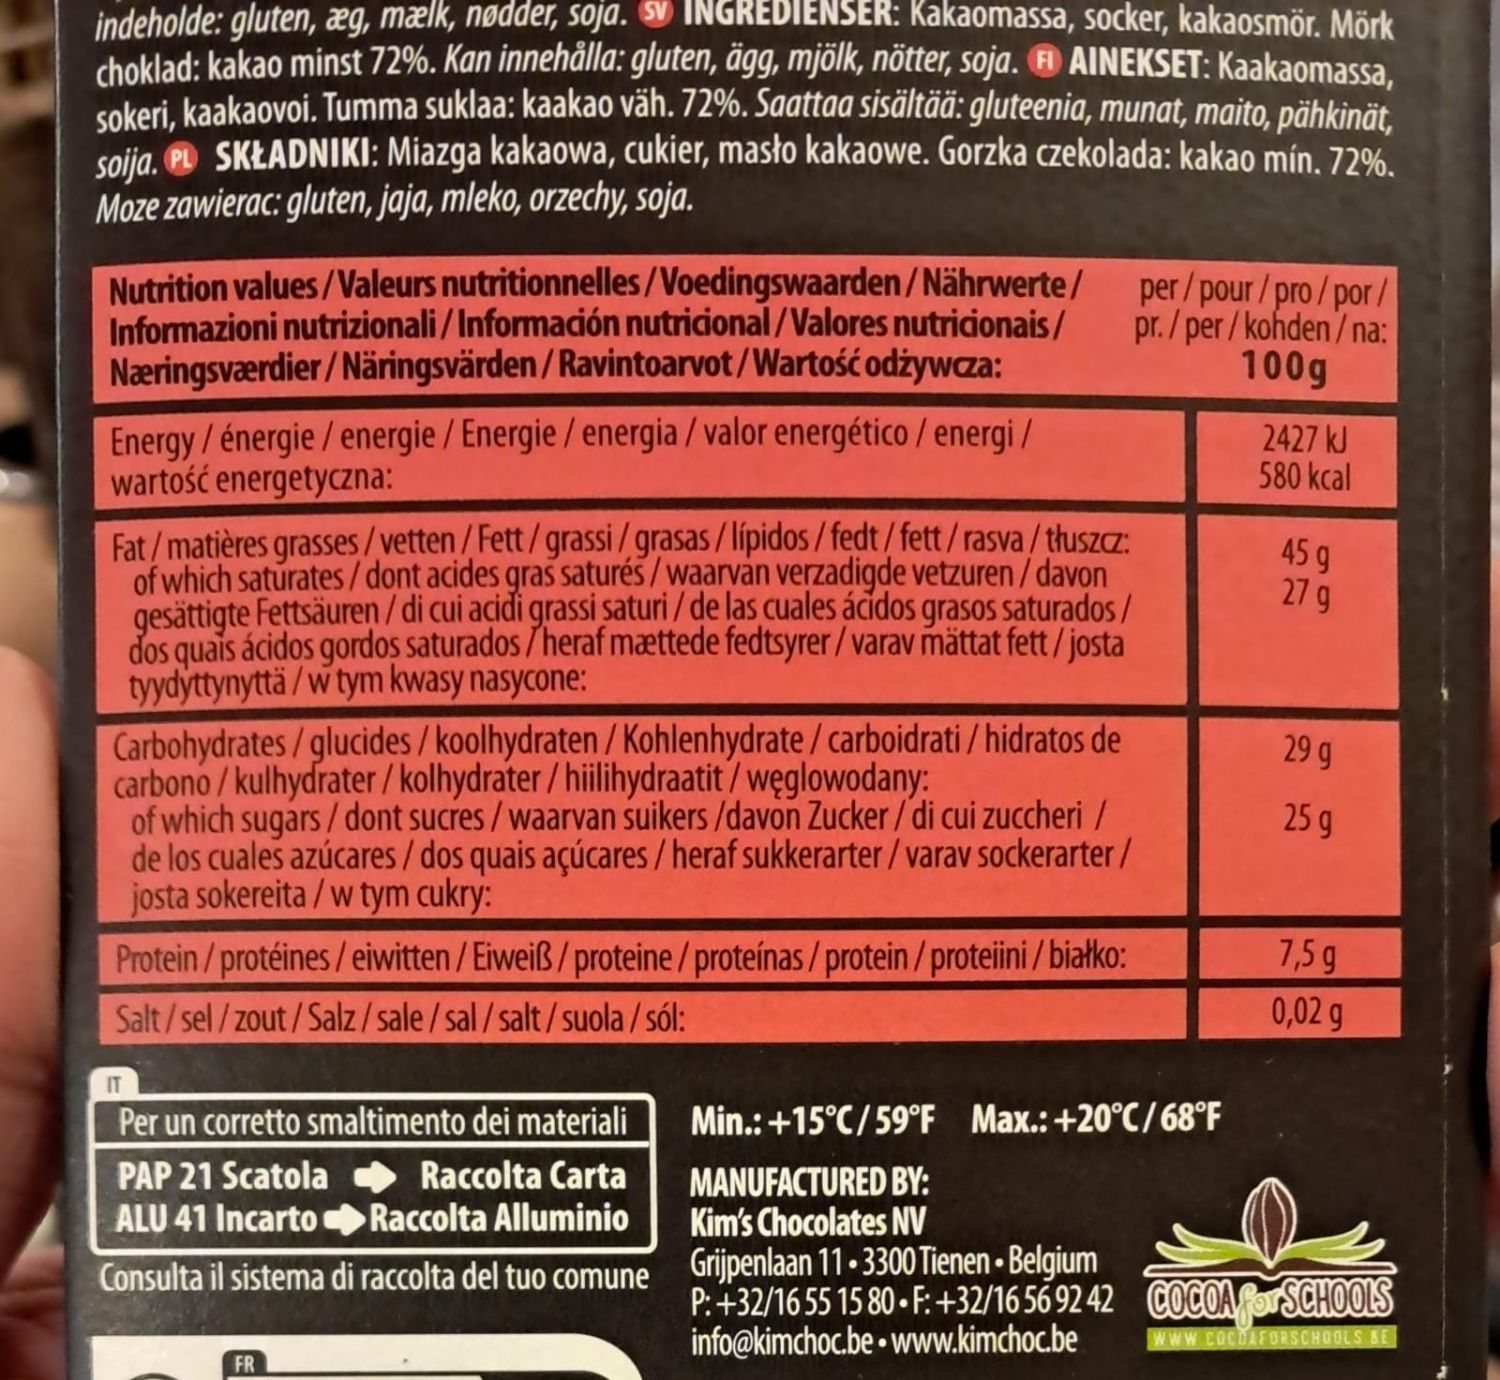 indeholde: gluten, æg, mælk, nødder, soja. SV INGREDIENSER: Kakaomassa, socker, kakaosmör. Mörk
choklad: kakao minst 72%. Kan innehålla: gluten, ägg, mjölk, nötter, soja. FI AINEKSET: Kaakaomassa,
sokeri, kaakaovoi. Tumma suklaa: kaakao väh. 72%. Saattaa sisältää: gluteenia, munat, maito, pähkinät,
soija. PL SKŁADNIKI: Miazga kakaowa, cukier, masło kakaowe. Gorzka czekolada: kakao mín. 72%.
Moze zawierac: gluten, jaja, mleko, orzechy, soja.
Nutrition values / Valeurs nutritionnelles / Voedingswaarden / Nährwerte /
Informazioni nutrizionali / Información nutricional / Valores nutricionais /
Næringsværdier / Näringsvärden / Ravintoarvot / Wartość odżywcza:
per / pour / pro / por /
pr. / per / kohden / na:
100g
Energy / énergie / energie / Energie / energia / valor energético / energi /
wartość energetyczna:
2427 kJ
580 kcal
Fat / matières grasses / vetten / Fett / grassi / grasas / lípidos / fedt / fett / rasva / tłuszcz:
of which saturates / dont acides gras saturés / waarvan verzadigde vetzuren / davon
gesättigte Fettsäuren / di cui acidi grassi saturi / de las cuales ácidos grasos saturados /
dos quais ácidos gordos saturados / heraf mættede fedtsyrer / varav mättat fett / josta
tyydyttynyttä / w tym kwasy nasycone:
45 g
27 g
Carbohydrates / glucides / koolhydraten / Kohlenhydrate / carboidrati / hidratos de
carbono / kulhydrater / kolhydrater / hiilihydraatit / węglowodany:
of which sugars / dont sucres / waarvan suikers /davon Zucker / di cui zuccheri /
de los cuales azúcares / dos quais açúcares / heraf sukkerarter / varav sockerarter /
josta sokereita / w tym cukry:
29 g
25 g
Protein / protéines / eiwitten / Eiweiß / proteine / proteínas / protein / proteiini / białko:
7,5 g
Salt / sel / zout / Salz / sale / sal / salt / suola / sól:
0,02 g
IT
Per un corretto smaltimento dei materiali
PAP 21 Scatola Raccolta Carta
ALU 41 Incarto Raccolta Alluminio
Consulta il sistema di raccolta del tuo comune
FR
Min.: +15°C / 59°F Max.: +20°C / 68°F
MANUFACTURED BY:
Kim's Chocolates NV
Grijpenlaan 11 • 3300 Tienen • Belgium
P: +32/16 55 15 80 • F: +32/16 56 92 42
info@kimchoc.be • www.kimchoc.be
COCOA for SCHOOLS
WWW.COCOAFORSCHOOLS.BE